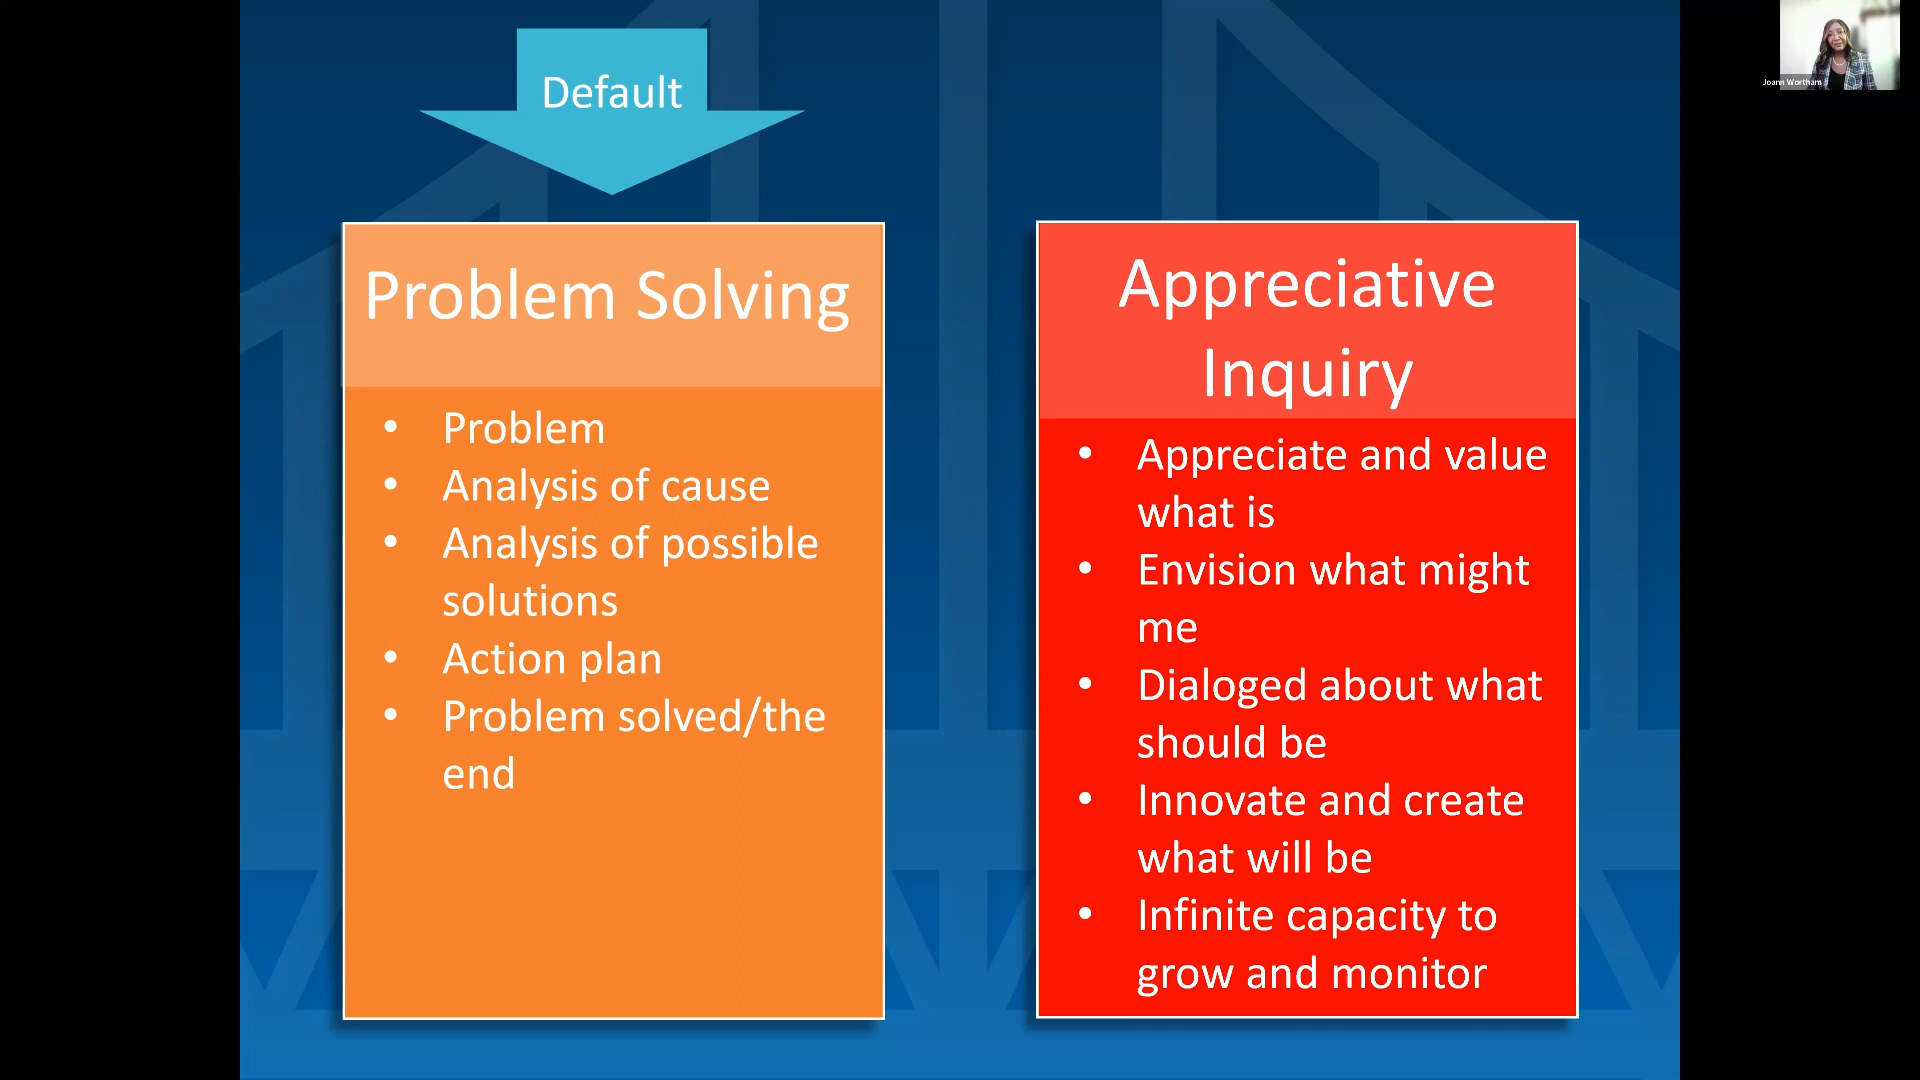 Default
Joann Wortham
Problem Solving
• Problem
• Analysis of cause
• Analysis of possible
solutions
• Action plan
• Problem solved/the
end
Appreciative
Inquiry
• Appreciate and value
what is
• Envision what might
me
• Dialoged about what
should be
• Innovate and create
what will be
• Infinite capacity to
grow and monitor